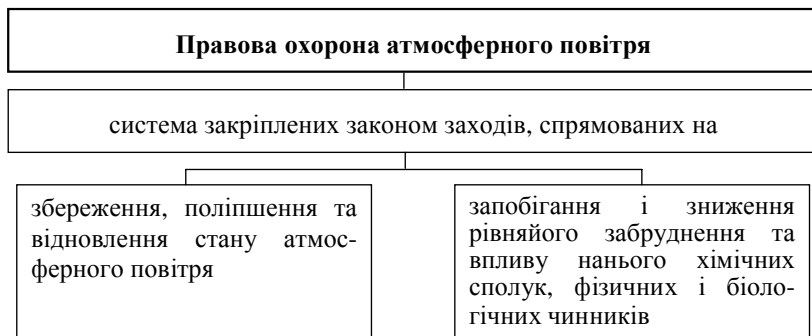 Правова охорона атмосферного повітря
система закріплених законом заходів, спрямованих на
збереження, поліпшення та
відновлення стану атмос-
ферного повітря
запобігання і зниження
рівняйого забруднення та
впливу нанього хімічних
сполук, фізичних і біоло-
гічних чинників